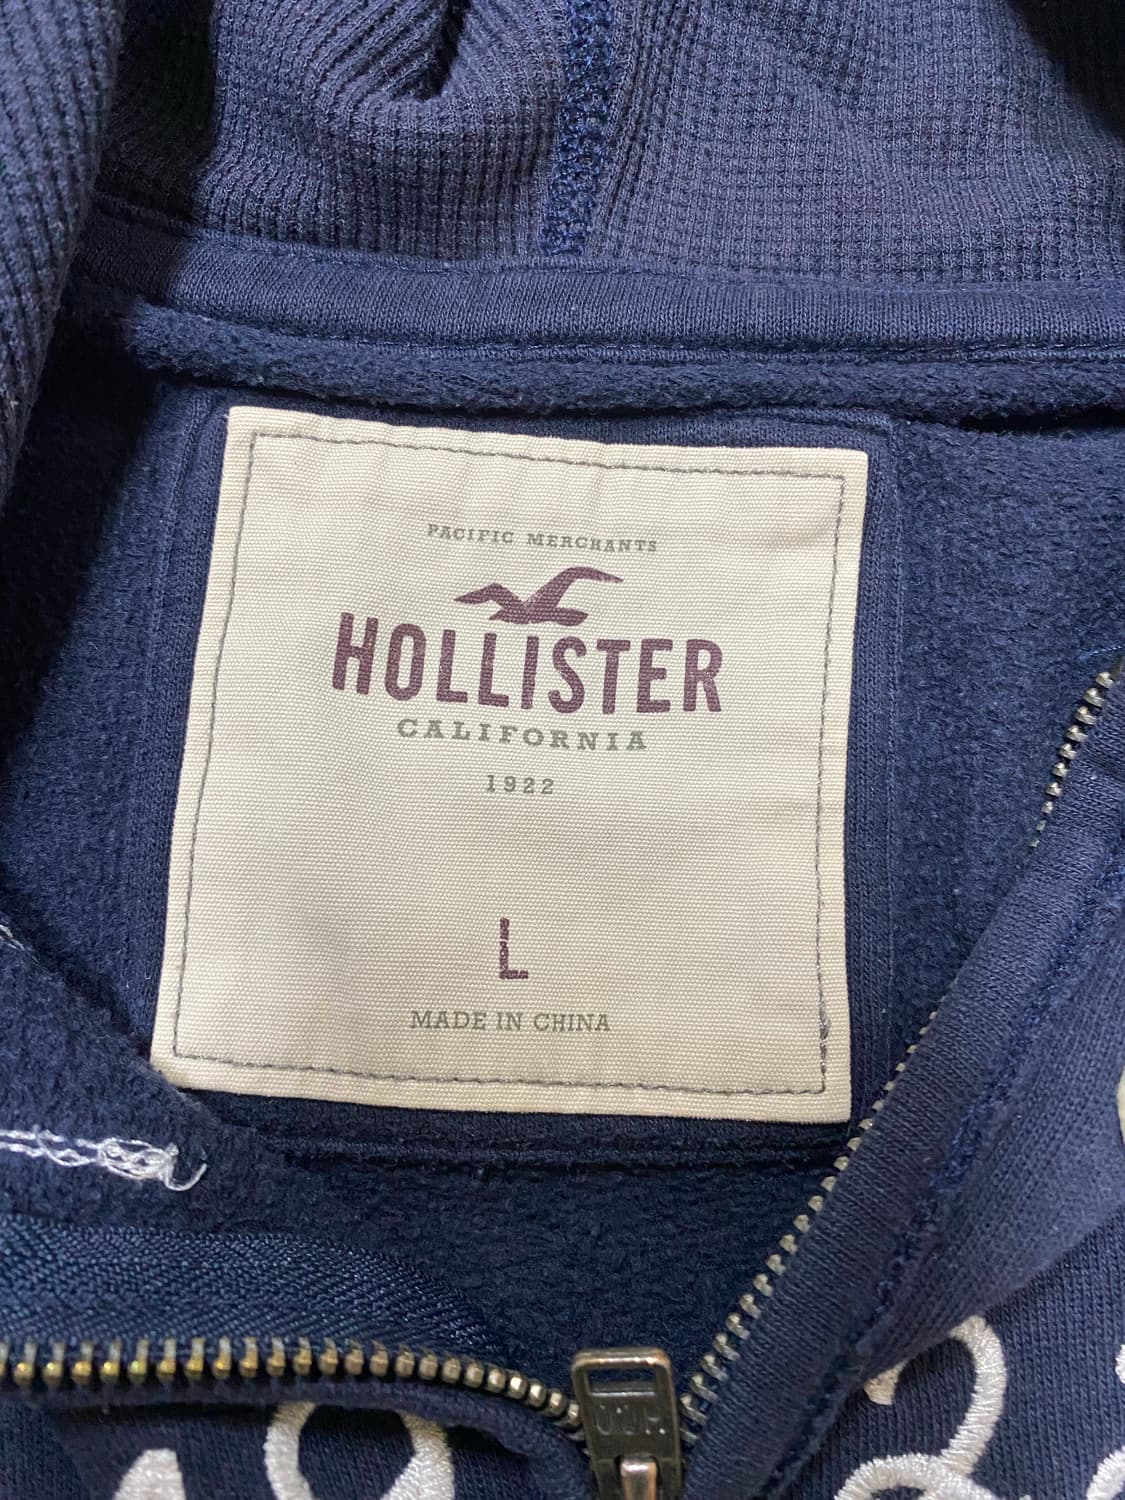 PACIFIC MERCHANTS
HOLLISTER
CALIFORNIA
1922
L
MADE IN CHINA